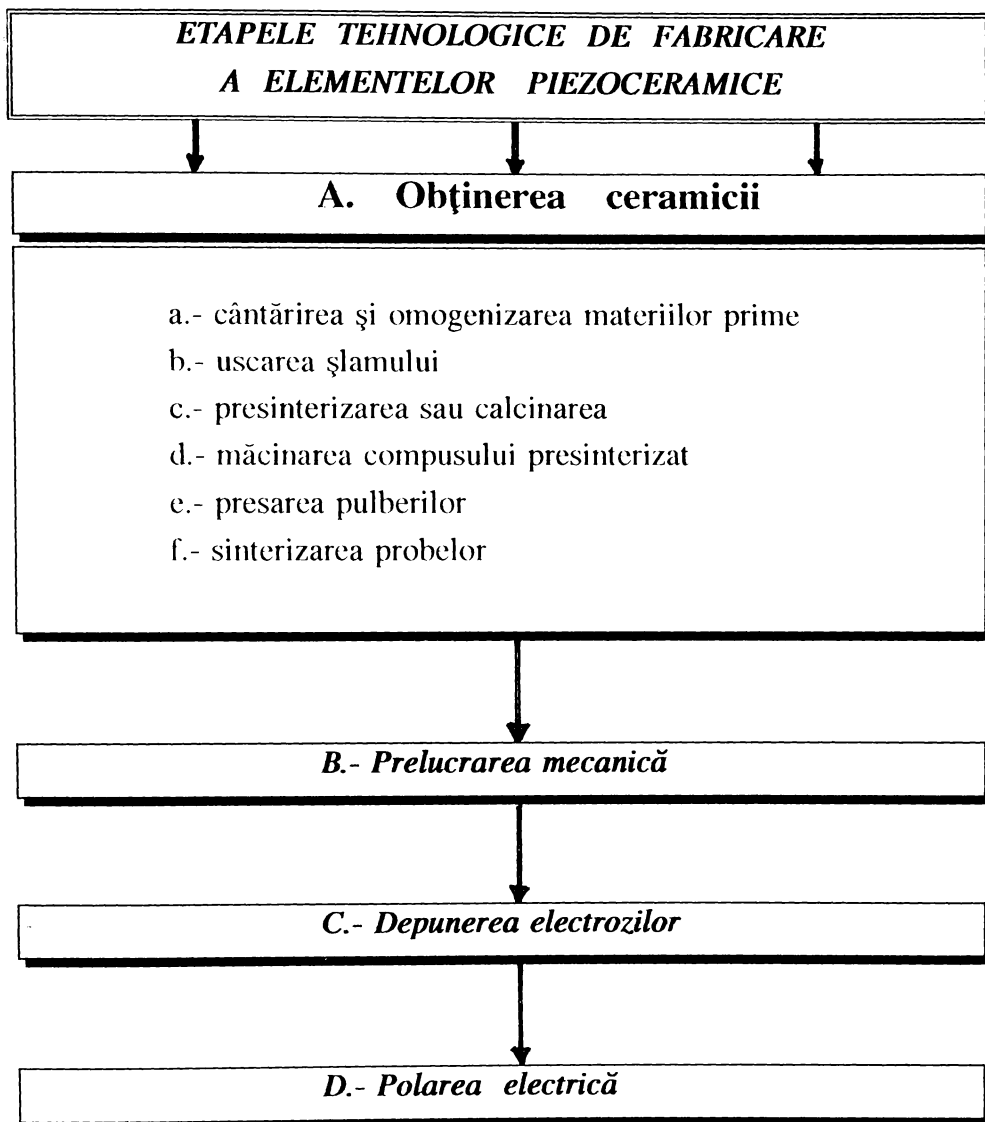 ETAPELE TEHNOLOGICE DE FABRICARE
A ELEMENTELOR PIEZOCERAMICE
A. Obţinerea ceramicii
a.- cântărirea şi omogenizarea materiilor prime
b.- uscarea şlamului
c.- presinterizarea sau calcinarea
d.- măcinarea compusului presinterizat
e.- presarea pulberilor
f.- sinterizarea probelor
B.- Prelucrarea mecanică
C.- Depunerea electrozilor
D.- Polarea electrică